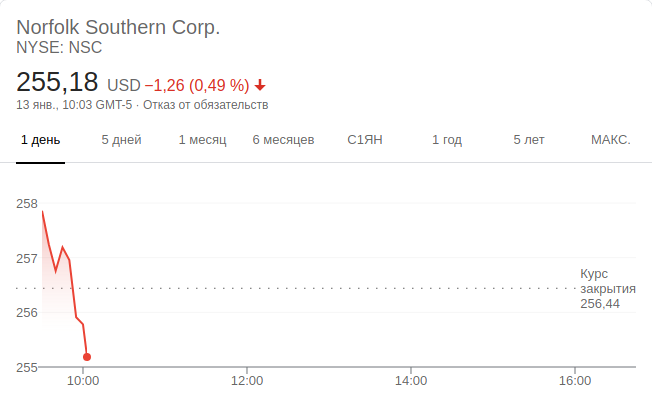 Norfolk Southern Corp.
NYSE: NSC
255,18 USD −1,26 (0,49 %)
13 янв., 10:03 GMT-5 · Отказ от обязательств
1 день 5 дней 1 месяц 6 месяцев С1ЯН 1 год 5 лет МАКС.
258
257
Курс
закрытия
256,44
256
255
10:00 12:00 14:00 16:00